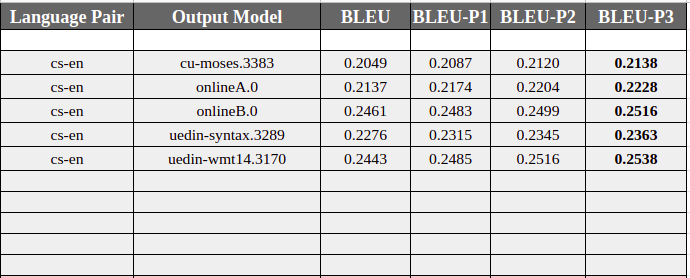 Language Pair Output Model BLEU BLEU-P1 BLEU-P2 BLEU-P3
cs-en cu-moses.3383 0.2049 0.2087 0.2120 0.2138
cs-en onlineA.0 0.2137 0.2174 0.2204 0.2228
cs-en onlineB.0 0.2461 0.2483 0.2499 0.2516
cs-en uedin-syntax.3289 0.2276 0.2315 0.2345 0.2363
cs-en uedin-wmt14.3170 0.2443 0.2485 0.2516 0.2538